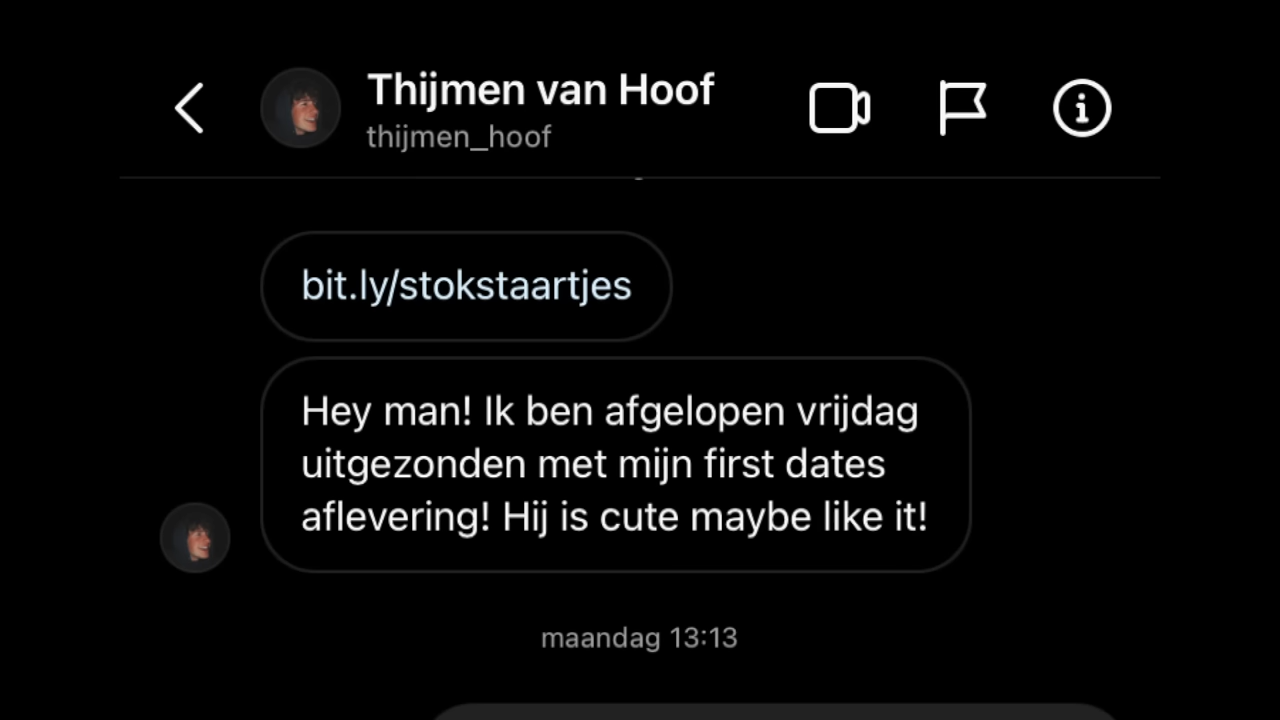 Thijmen van Hoof
thijmen_hoof
bit.ly/stokstaartjes
Hey man! Ik ben afgelopen vrijdag
uitgezonden met mijn first dates
aflevering! Hij is cute maybe like it!
maandag 13:13